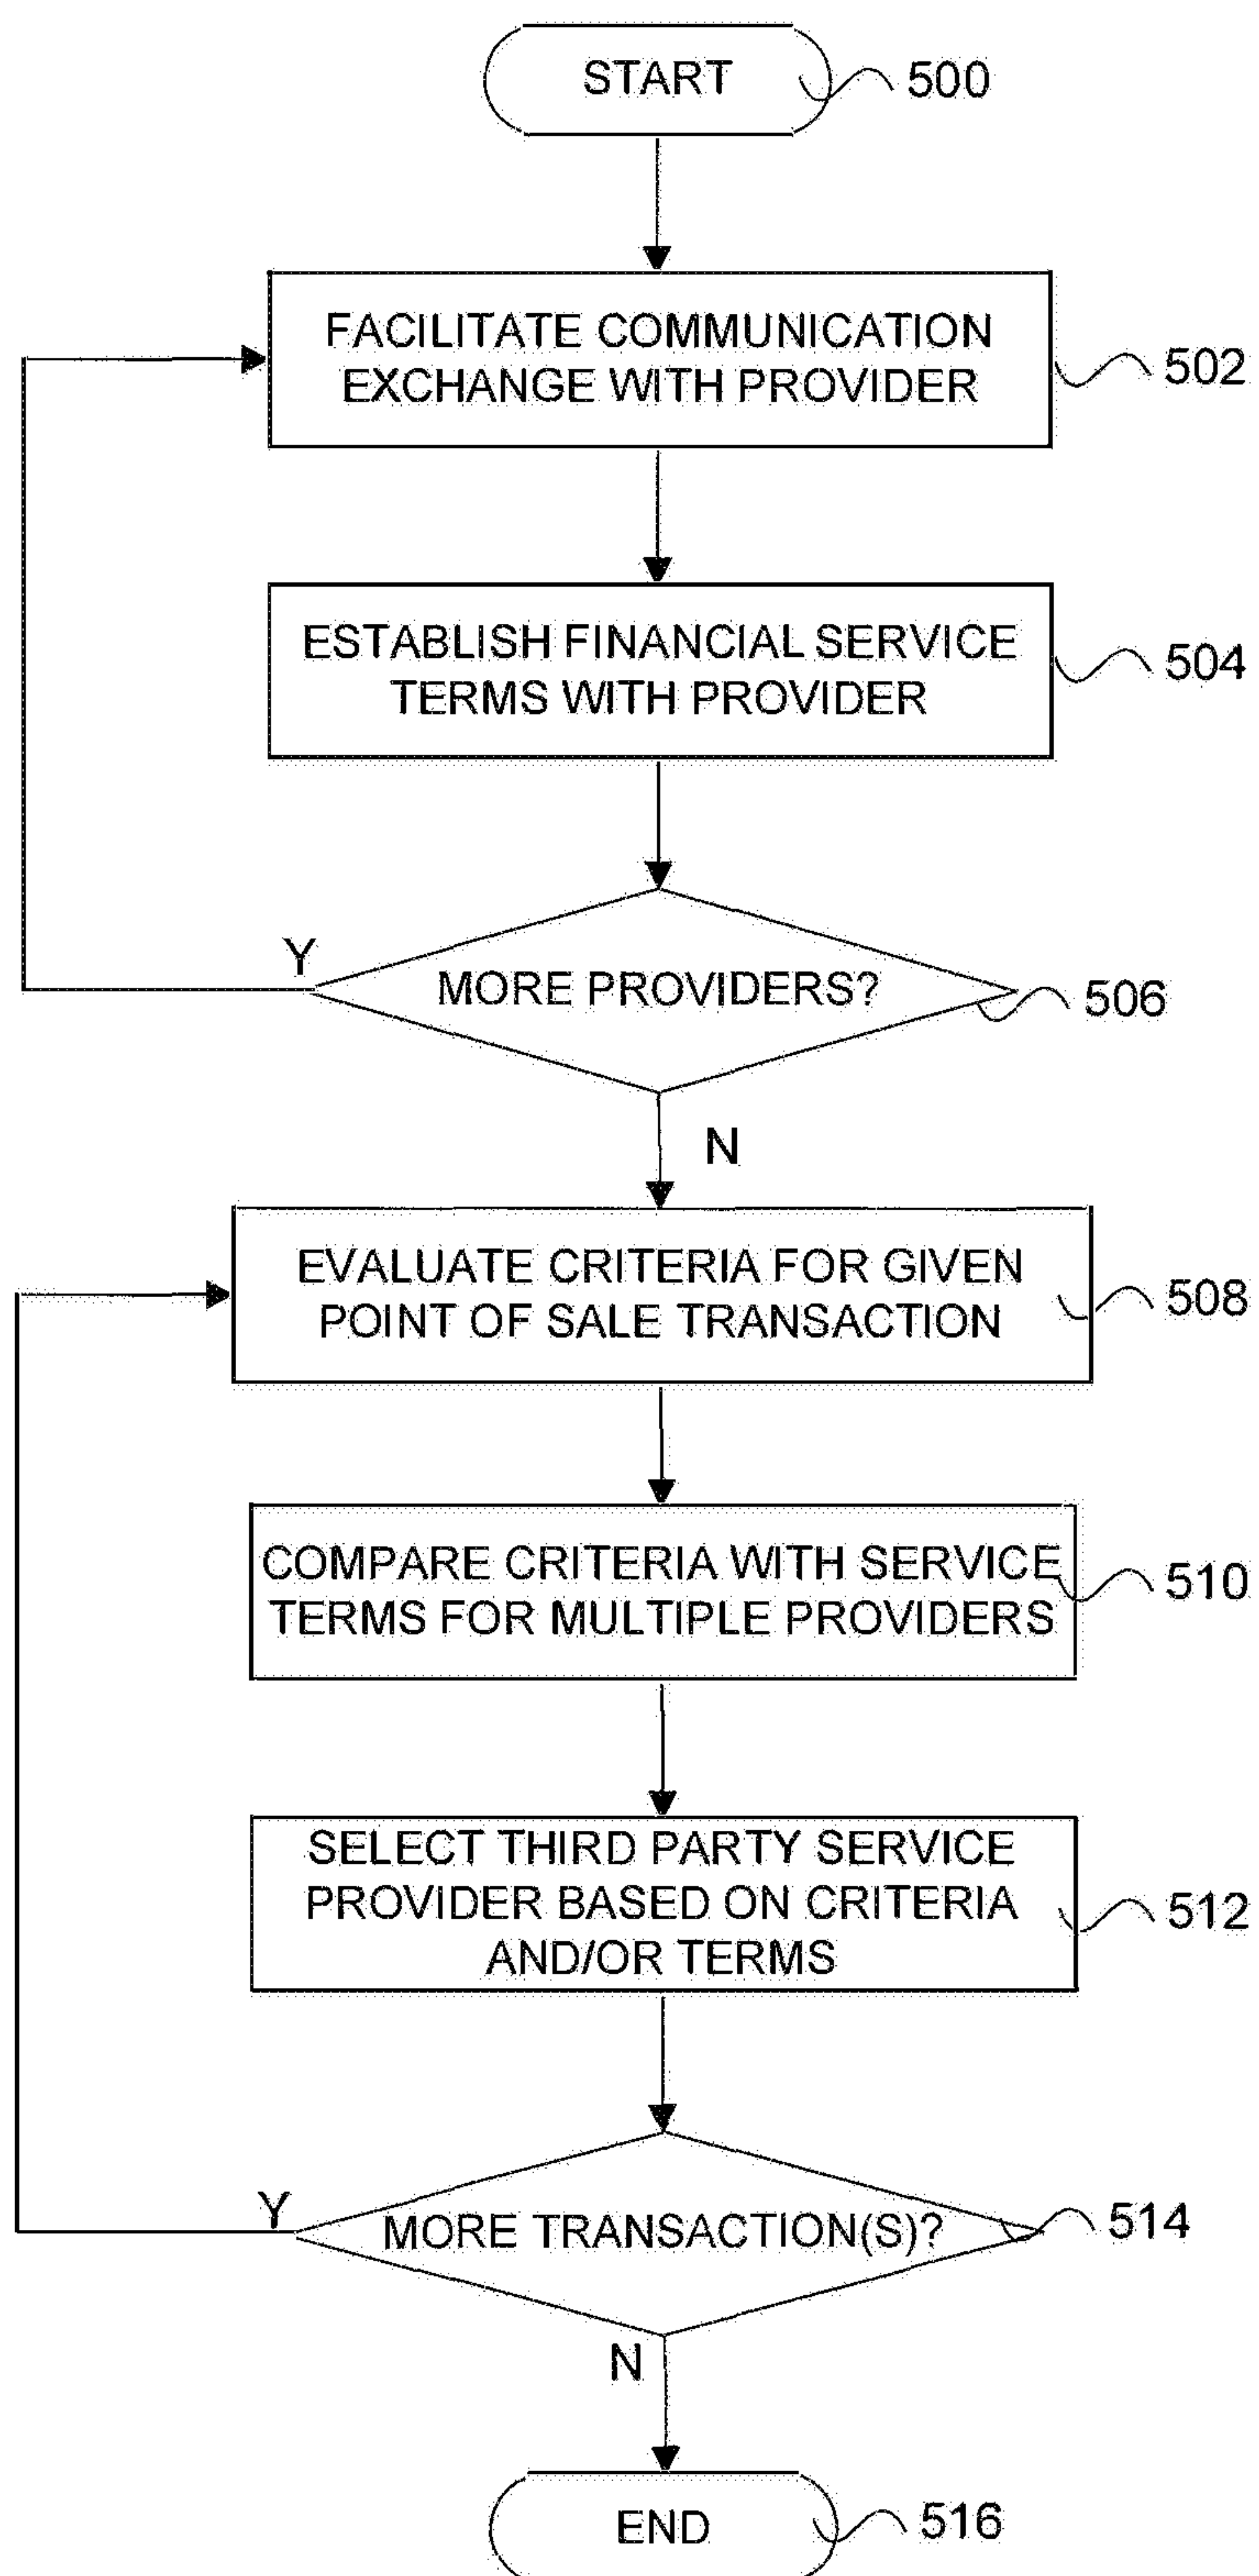 START
500
FACILITATE COMMUNICATION
EXCHANGE WITH PROVIDER
502
ESTABLISH FINANCIAL SERVICE
TERMS WITH PROVIDER
504
Y
MORE PROVIDERS?
506
N
EVALUATE CRITERIA FOR GIVEN
POINT OF SALE TRANSACTION
508
COMPARE CRITERIA WITH SERVICE
TERMS FOR MULTIPLE PROVIDERS
510
SELECT THIRD PARTY SERVICE
PROVIDER BASED ON CRITERIA
AND/OR TERMS
512
Y
MORE TRANSACTION(S)?
514
N
END
516